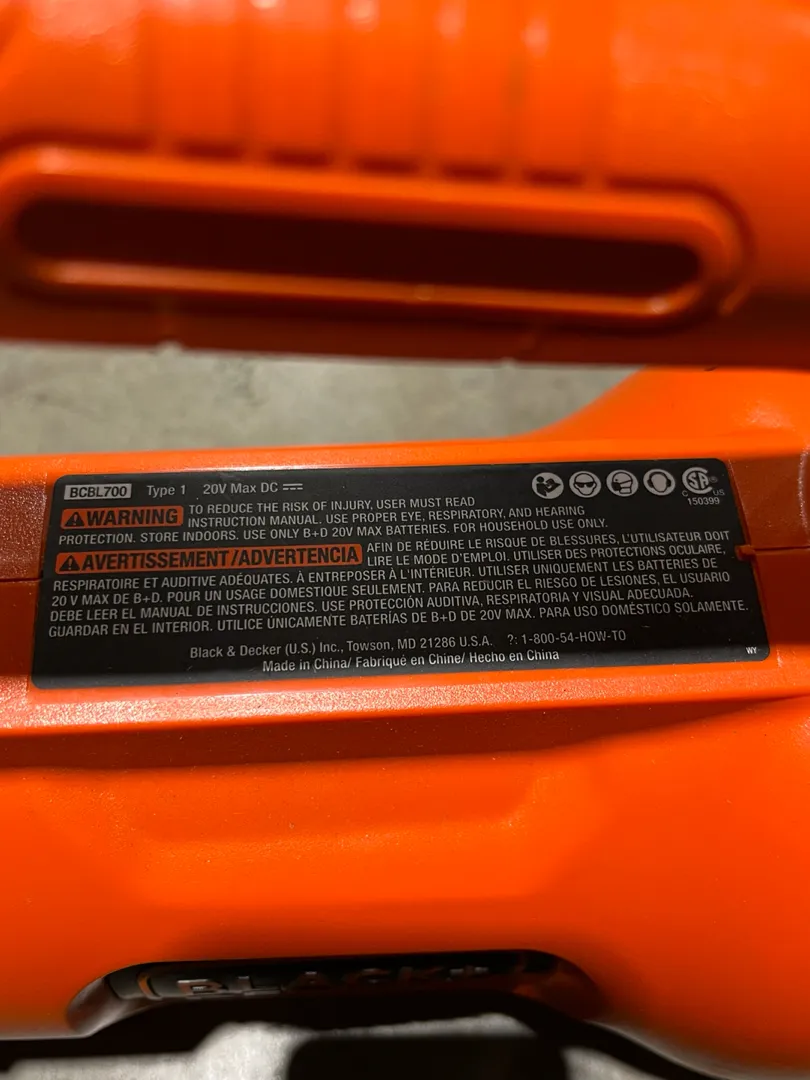 BCBL700 Type 1 20V Max DC
WARNING TO REDUCE THE RISK OF INJURY, USER MUST READ
INSTRUCTION MANUAL. USE PROPER EYE, RESPIRATORY, AND HEARING
PROTECTION. STORE INDOORS. USE ONLY B+D 20V MAX BATTERIES. FOR HOUSEHOLD USE ONLY.
SA
C US
150399
AVERTISSEMENT/ADVERTENCIA AFIN DE RÉDUIRE LE RISQUE DE BLESSURES, L'UTILISATEUR DOIT
LIRE LE MODE D'EMPLOI. UTILISER DES PROTECTIONS OCULAIRE,
RESPIRATOIRE ET AUDITIVE ADÉQUATES. À ENTREPOSER À L'INTÉRIEUR. UTILISER UNIQUEMENT LES BATTERIES DE
20 V MAX DE B+D. POUR UN USAGE DOMESTIQUE SEULEMENT. PARA REDUCIR EL RIESGO DE LESIONES, EL USUARIO
DEBE LEER EL MANUAL DE INSTRUCCIONES. USE PROTECCIÓN AUDITIVA, RESPIRATORIA Y VISUAL ADECUADA.
GUARDAR EN EL INTERIOR. UTILICE ÚNICAMENTE BATERÍAS DE B+D DE 20V MAX. PARA USO DOMÉSTICO SOLAMENTE.
Black & Decker (U.S.) Inc., Towson, MD 21286 U.S.A. ?: 1-800-54-HOW-TO
Made in China/ Fabriqué en Chine/ Hecho en China
WY
BLACK+